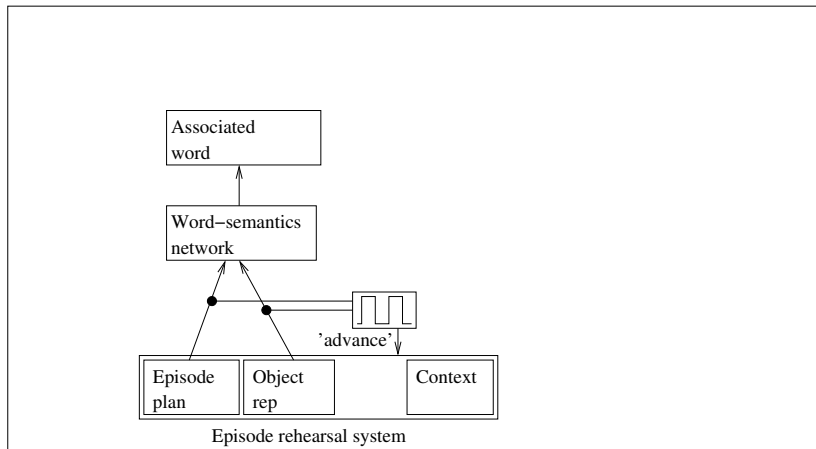 Associated
word
Word−semantics
network
'advance'
Episode
plan
Object
rep
Context
Episode rehearsal system